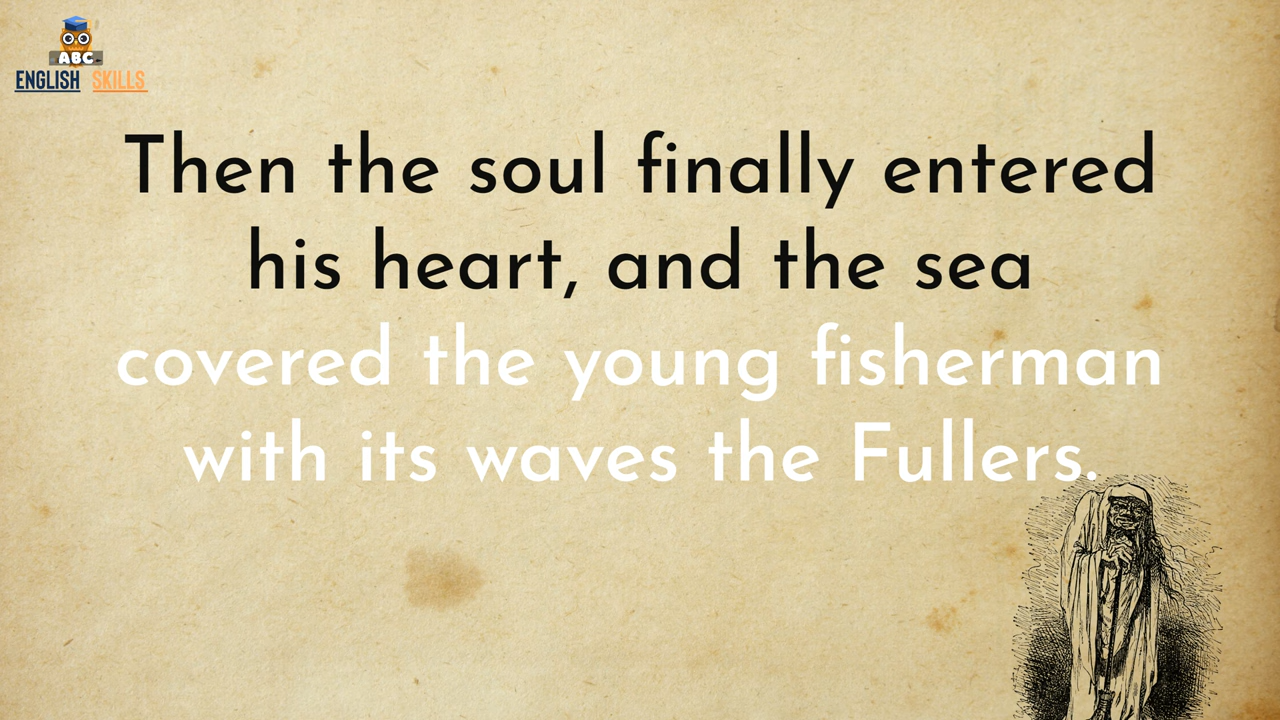 ABC
ENGLISH SKILLS
Then the soul finally entered
his heart, and the sea
covered the young fisherman
with its waves the Fullers.